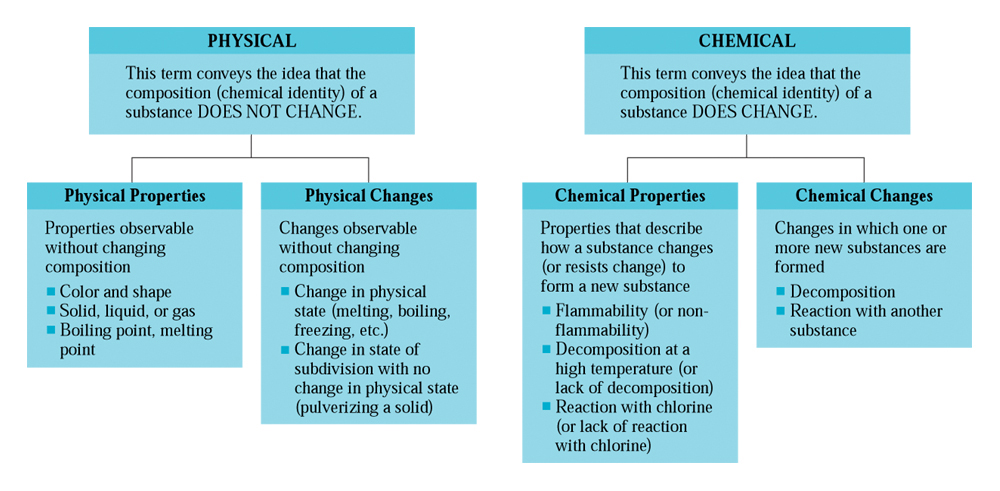 PHYSICAL
This term conveys the idea that the
composition (chemical identity) of a
substance DOES NOT CHANGE.
Physical Properties
Properties observable
without changing
composition
Color and shape
Solid, liquid, or gas
Boiling point, melting
point
Physical Changes
Changes observable
without changing
composition
Change in physical
state (melting, boiling,
freezing, etc.)
Change in state of
subdivision with no
change in physical state
(pulverizing a solid)
CHEMICAL
This term conveys the idea that the
composition (chemical identity) of a
substance DOES CHANGE.
Chemical Properties
Properties that describe
how a substance changes
(or resists change) to
form a new substance
Flammability (or non-
flammability)
Decomposition at a
high temperature (or
lack of decomposition)
Reaction with chlorine
(or lack of reaction
with chlorine)
Chemical Changes
Changes in which one or
more new substances are
formed
Decomposition
Reaction with another
substance